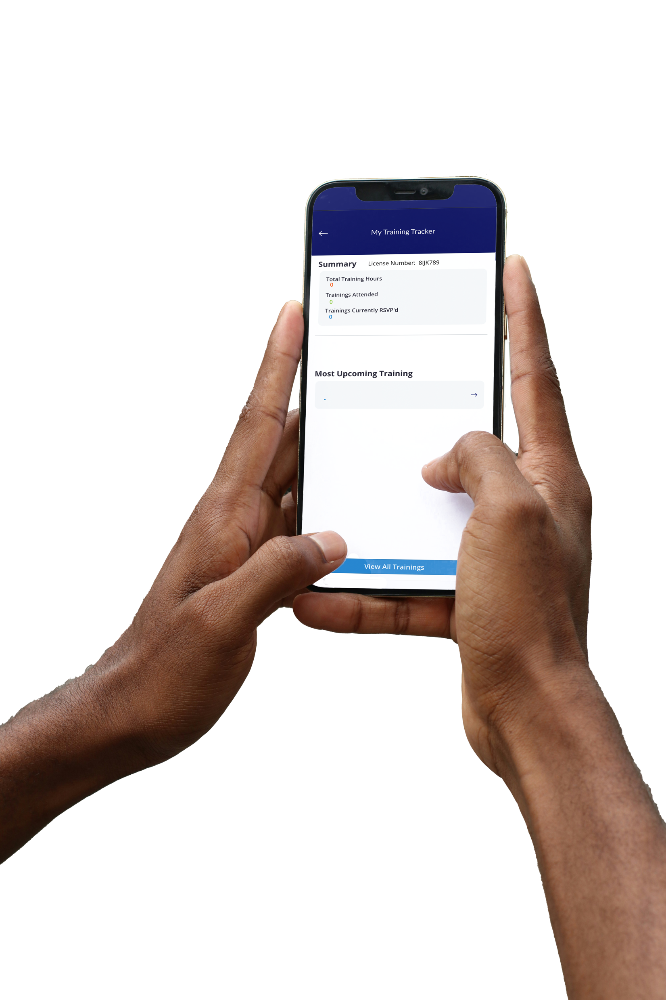 My Training Tracker
Summary License Number: 8IJK789
Total Training Hours
0
Trainings Attended
0
Trainings Currently RSVP'd
0
Most Upcoming Training
-
View All Trainings